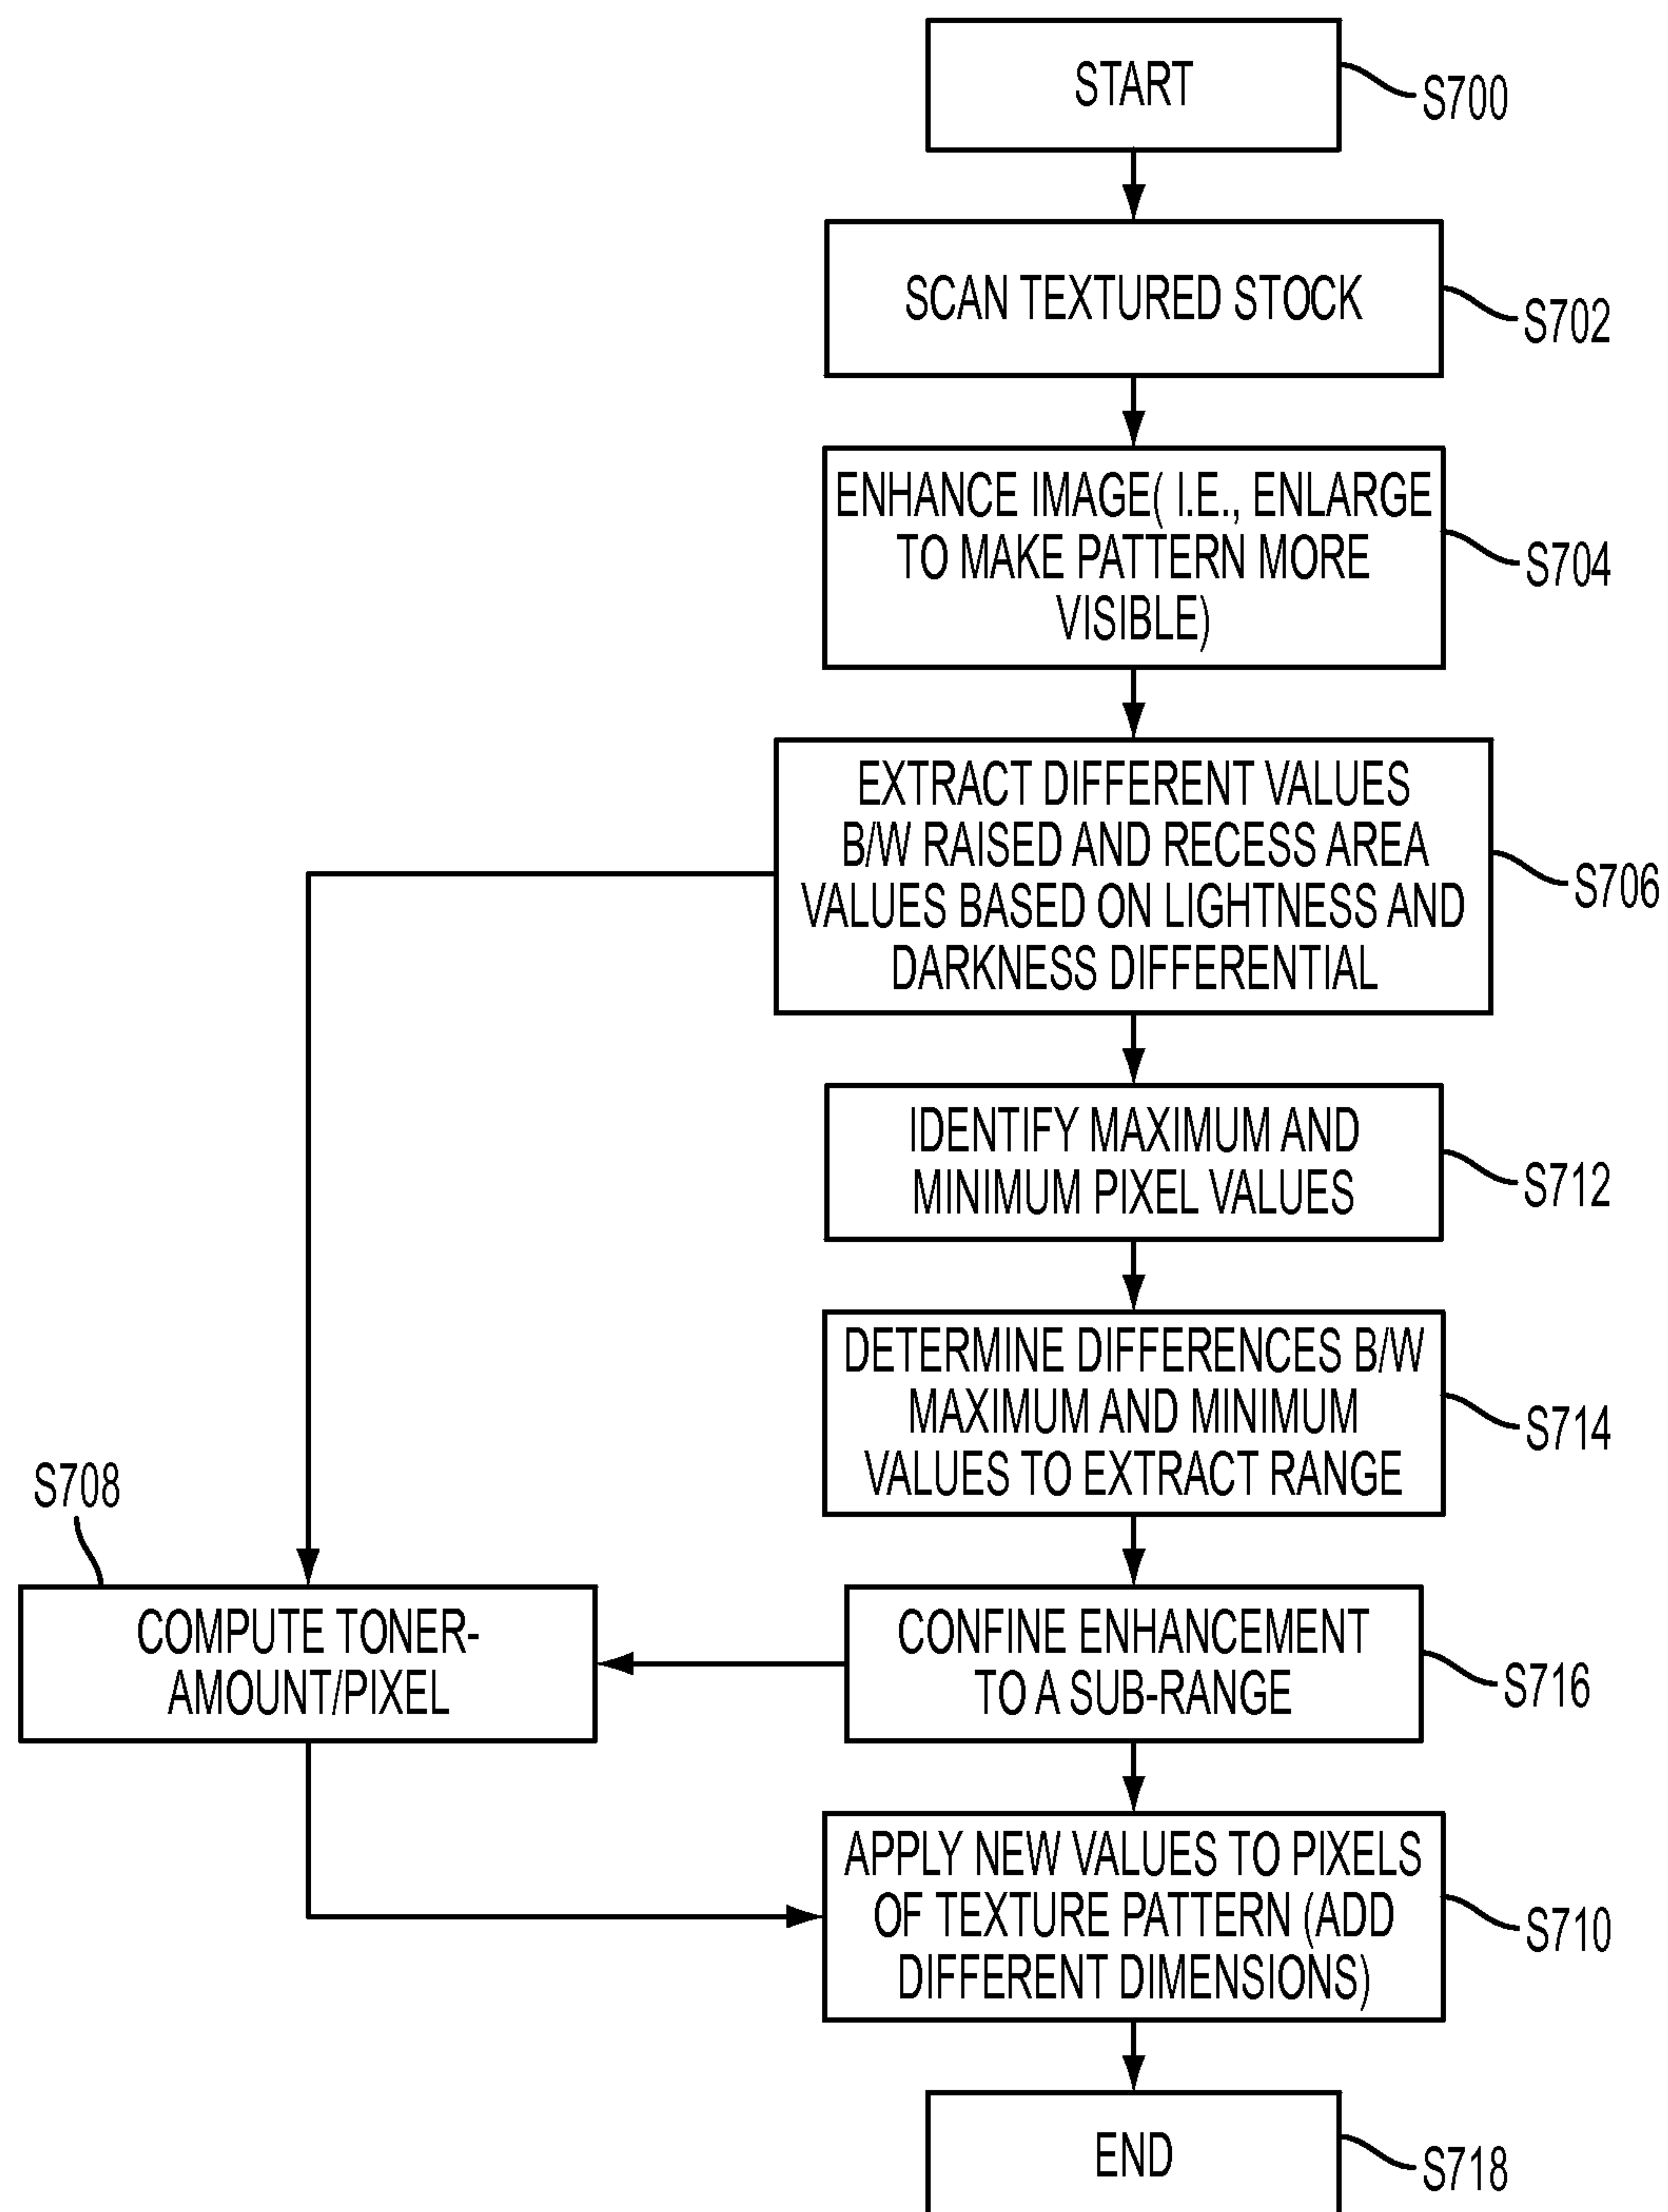 START
S700
SCAN TEXTURED STOCK
S702
ENHANCE IMAGE( I.E., ENLARGE
TO MAKE PATTERN MORE
VISIBLE)
S704
EXTRACT DIFFERENT VALUES
B/W RAISED AND RECESS AREA
VALUES BASED ON LIGHTNESS AND
DARKNESS DIFFERENTIAL
S706
IDENTIFY MAXIMUM AND
MINIMUM PIXEL VALUES
S712
DETERMINE DIFFERENCES B/W
MAXIMUM AND MINIMUM
VALUES TO EXTRACT RANGE
S714
S708
COMPUTE TONER-
AMOUNT/PIXEL
CONFINE ENHANCEMENT
TO A SUB-RANGE
S716
APPLY NEW VALUES TO PIXELS
OF TEXTURE PATTERN (ADD
DIFFERENT DIMENSIONS)
S710
END
S718